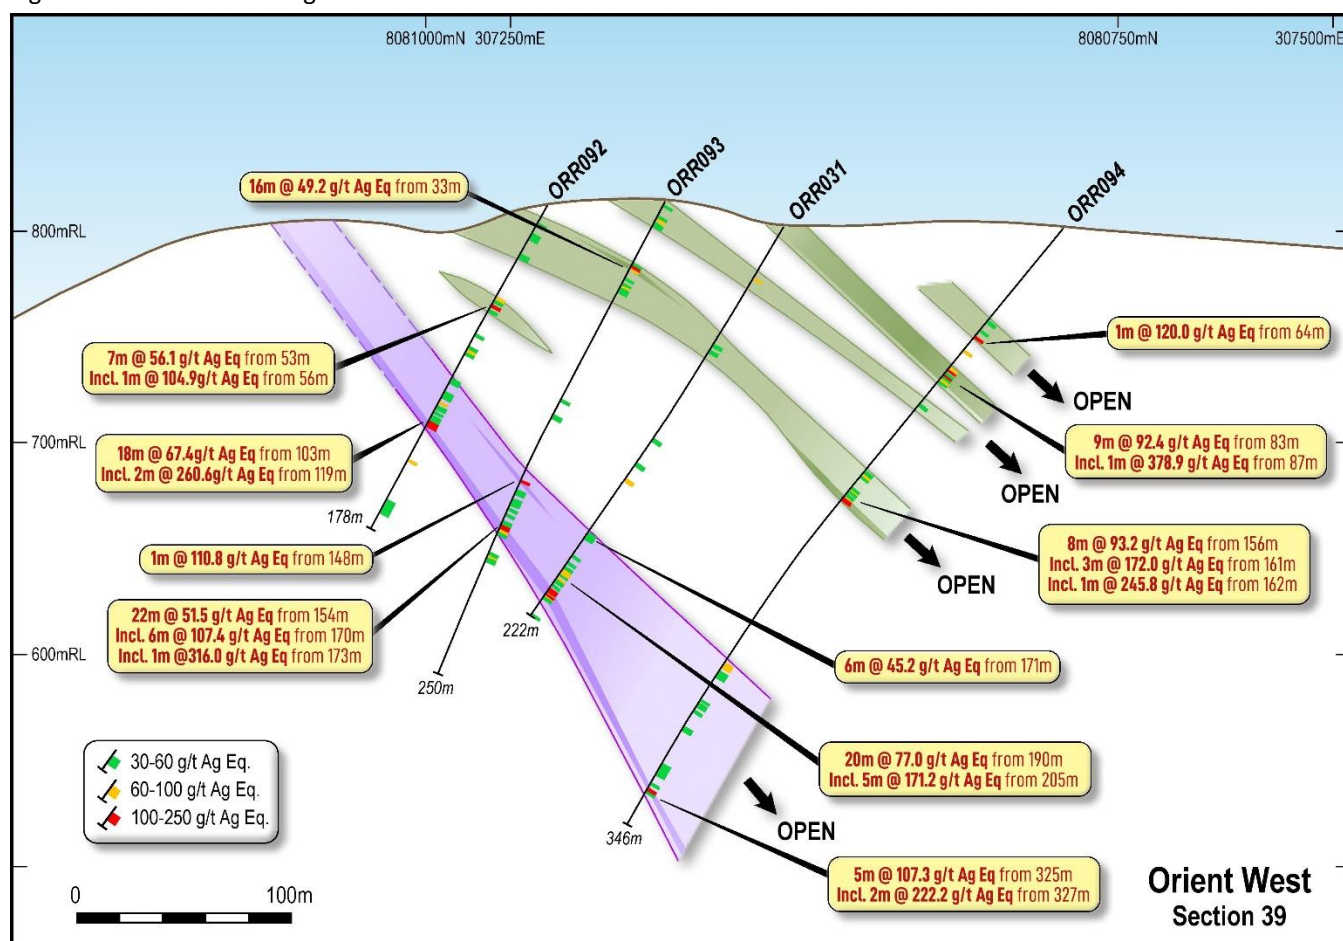 8081000mN 307250mE 8080750mN 307500mE
ORR092
ORR093
ORR031
ORR094
16m @ 49.2 g/t Ag Eq from 33m
800mRL
7m @ 56.1 g/t Ag Eq from 53m
Incl. 1m @ 104.9g/t Ag Eq from 56m
1m @ 120.0 g/t Ag Eq from 64m
OPEN
9m @ 92.4 g/t Ag Eq from 83m
Incl. 1m @ 378.9 g/t Ag Eq from 87m
700mRL
18m @ 67.4g/t Ag Eq from 103m
Incl. 2m @ 260.6g/t Ag Eq from 119m
OPEN
178m
8m @ 93.2 g/t Ag Eq from 156m
Incl. 3m @ 172.0 g/t Ag Eq from 161m
Incl. 1m @ 245.8 g/t Ag Eq from 162m
1m @ 110.8 g/t Ag Eq from 148m
OPEN
22m @ 51.5 g/t Ag Eq from 154m
Incl. 6m @ 107.4 g/t Ag Eq from 170m
Incl. 1m @316.0 g/t Ag Eq from 173m
222m
600mRL
6m @ 45.2 g/t Ag Eq from 171m
250m
30-60 g/t Ag Eq.
60-100 g/t Ag Eq.
100-250 g/t Ag Eq.
20m @ 77.0 g/t Ag Eq from 190m
Incl. 5m @ 171.2 g/t Ag Eq from 205m
OPEN
346m
5m @ 107.3 g/t Ag Eq from 325m
Incl. 2m @ 222.2 g/t Ag Eq from 327m
0 100m
Orient West
Section 39